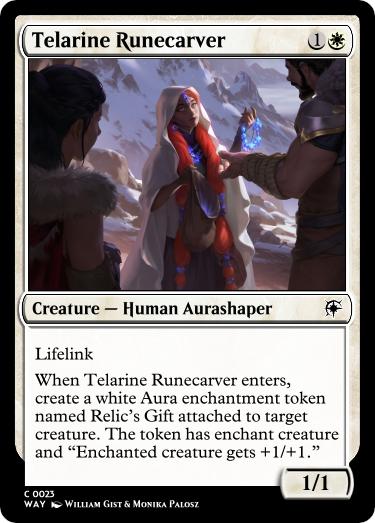 Telarine Runecarver 1
Creature — Human Aurashaper
Lifelink
When Telarine Runecarver enters,
create a white Aura enchantment token
named Relic's Gift attached to target
creature. The token has enchant creature
and “Enchanted creature gets +1/+1.”
1/1
C 0023
WAY William Gist & Monika Palosz